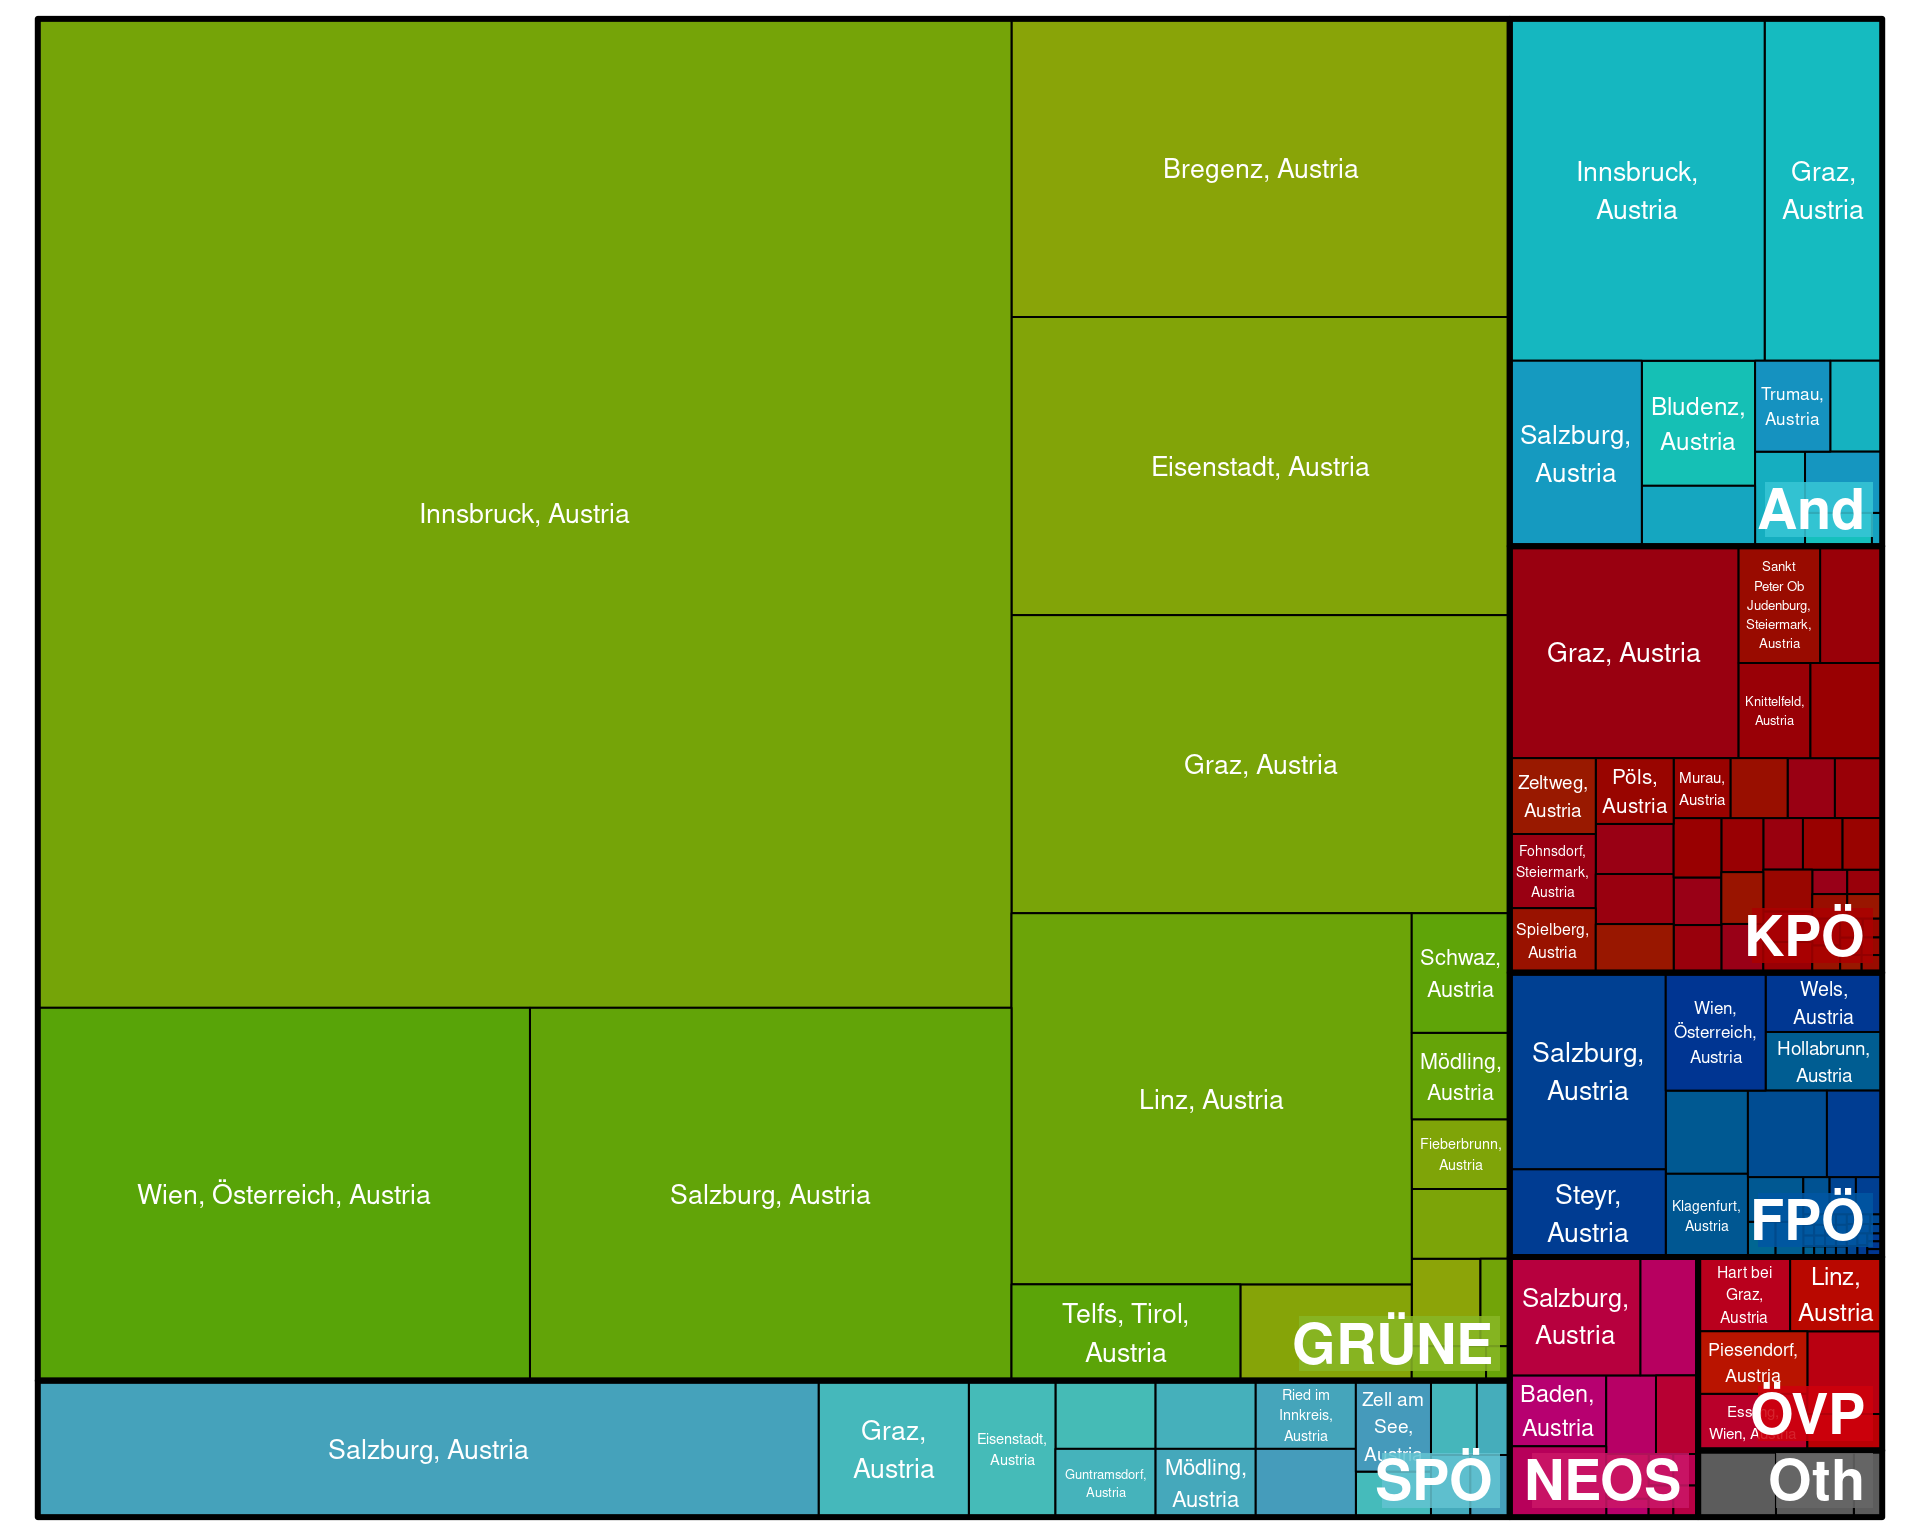 Innsbruck, Austria
Bregenz, Austria
Eisenstadt, Austria
Graz, Austria
Linz, Austria
Schwaz,
Austria
Mödling,
Austria
Fieberbrunn,
Austria
Wien, Österreich, Austria
Salzburg, Austria
Telfs, Tirol,
Austria
GRÜNE
Salzburg, Austria
Graz,
Austria
Eisenstadt,
Austria
Guntramsdorf,
Austria
Mödling,
Austria
Ried im
Innkreis,
Austria
Zell am
See,
Austria
SPÖ
Innsbruck,
Austria
Graz,
Austria
Salzburg,
Austria
Bludenz,
Austria
Trumau,
Austria
And
Graz, Austria
Sankt
Peter Ob
Judenburg,
Steiermark,
Austria
Knittelfeld,
Austria
Zeltweg,
Austria
Pöls,
Austria
Murau,
Austria
Fohnsdorf,
Steiermark,
Austria
Spielberg,
Austria
KPÖ
Salzburg,
Austria
Wien,
Österreich,
Austria
Wels,
Austria
Hollabrunn,
Austria
Steyr,
Austria
Klagenfurt,
Austria
FPÖ
Salzburg,
Austria
Baden,
Austria
NEOS
Hart bei
Graz,
Austria
Linz,
Austria
Piesendorf,
Austria
Essling,
Wien, Austria
ÖVP
Oth